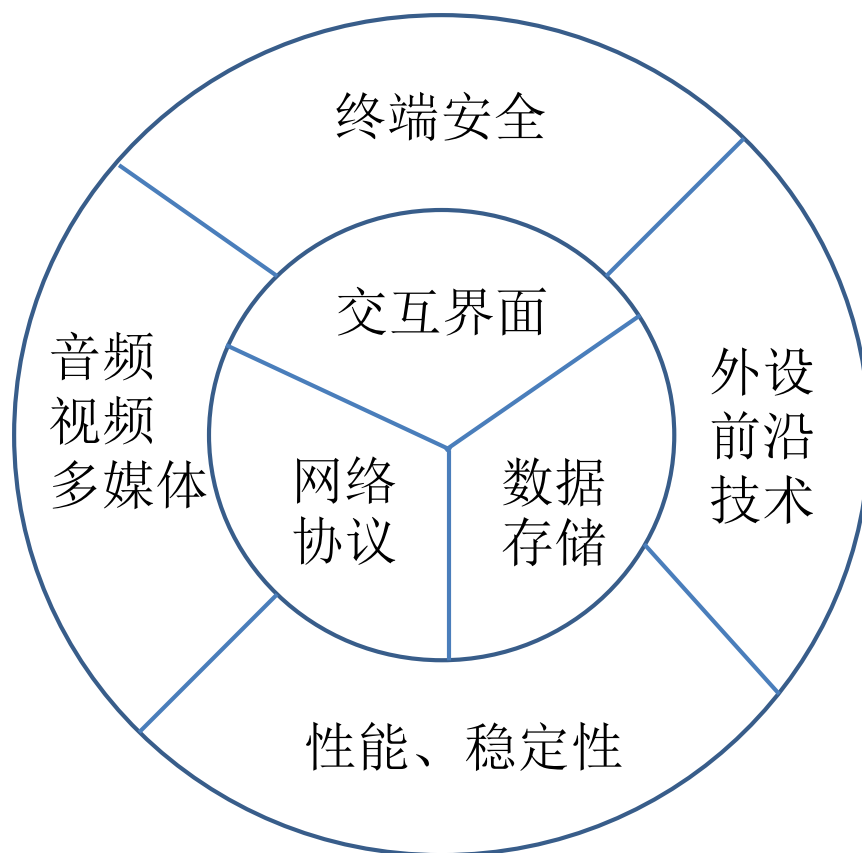 终端安全
交互界面
音频
视频
多媒体
外设
前沿
技术
网络
协议
数据
存储
性能、稳定性